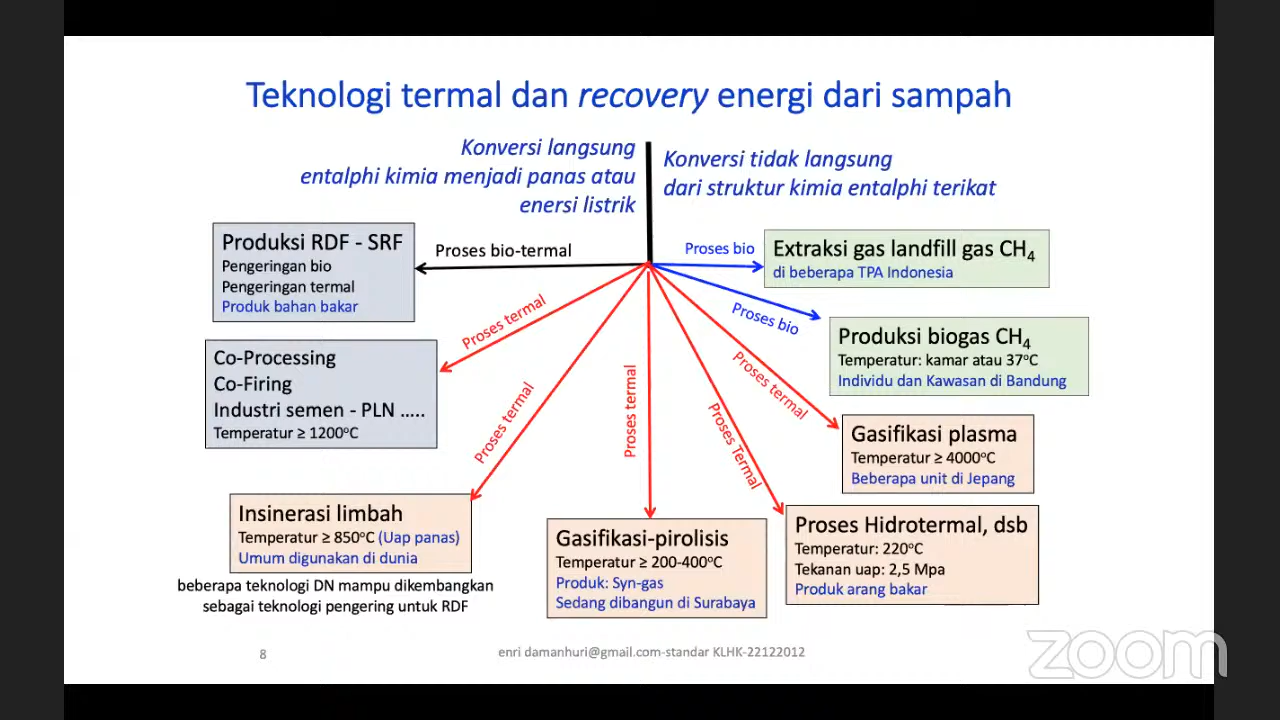 Teknologi termal dan recovery energi dari sampah
Konversi langsung
entalphi kimia menjadi panas atau
enersi listrik
Konversi tidak langsung
dari struktur kimia entalphi terikat
Produksi RDF - SRF
Pengeringan bio
Pengeringan termal
Produk bahan bakar
Proses bio-termal
Proses bio
Extraksi gas landfill gas CH₄
di beberapa TPA Indonesia
Proses termal
Proses bio
Produksi biogas CH₄
Temperatur: kamar atau 37ᵒC
Individu dan Kawasan di Bandung
Co-Processing
Co-Firing
Industri semen - PLN .....
Temperatur ≥ 1200ᵒC
Proses termal
Proses termal
Proses Termal
Proses termal
Gasifikasi plasma
Temperatur ≥ 4000ᵒC
Beberapa unit di Jepang
Insinerasi limbah
Temperatur ≥ 850ᵒC (Uap panas)
Umum digunakan di dunia
beberapa teknologi DN mampu dikembangkan
sebagai teknologi pengering untuk RDF
Gasifikasi-pirolisis
Temperatur ≥ 200-400ᵒC
Produk: Syn-gas
Sedang dibangun di Surabaya
Proses Hidrotermal, dsb
Temperatur: 220ᵒC
Tekanan uap: 2,5 Mpa
Produk arang bakar
8
enri damanhuri@gmail.com-standar KLHK-22122012
zoom